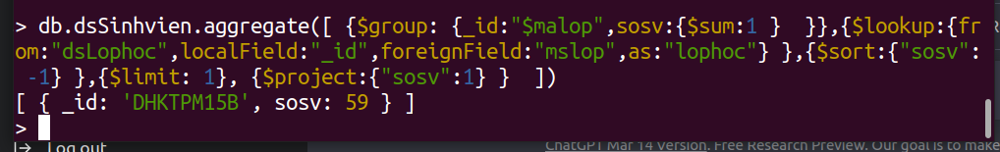 > db.dsSinhvien.aggregate([ {$group: {_id:"$malop",sosv:{$sum:1 }  }},{$lookup:{fr
om:"dsLophoc",localField:"_id",foreignField:"mslop",as:"lophoc"} },{$sort:{"sosv":
 -1} },{$limit: 1}, {$project:{"sosv":1} }  ])
[ { _id: 'DHKTPM15B', sosv: 59 } ]
>
Log out
ChatGPT Mar 14 Version. Free Research Preview. Our goal is to make